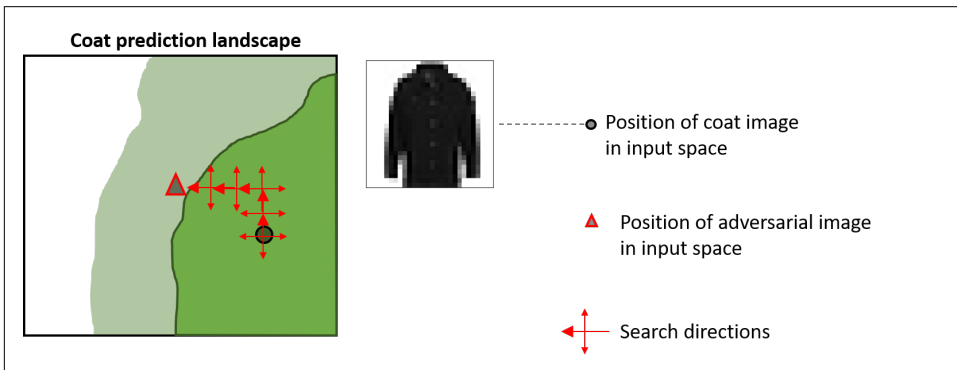 Coat prediction landscape
Position of coat image
in input space
Position of adversarial image
in input space
Search directions